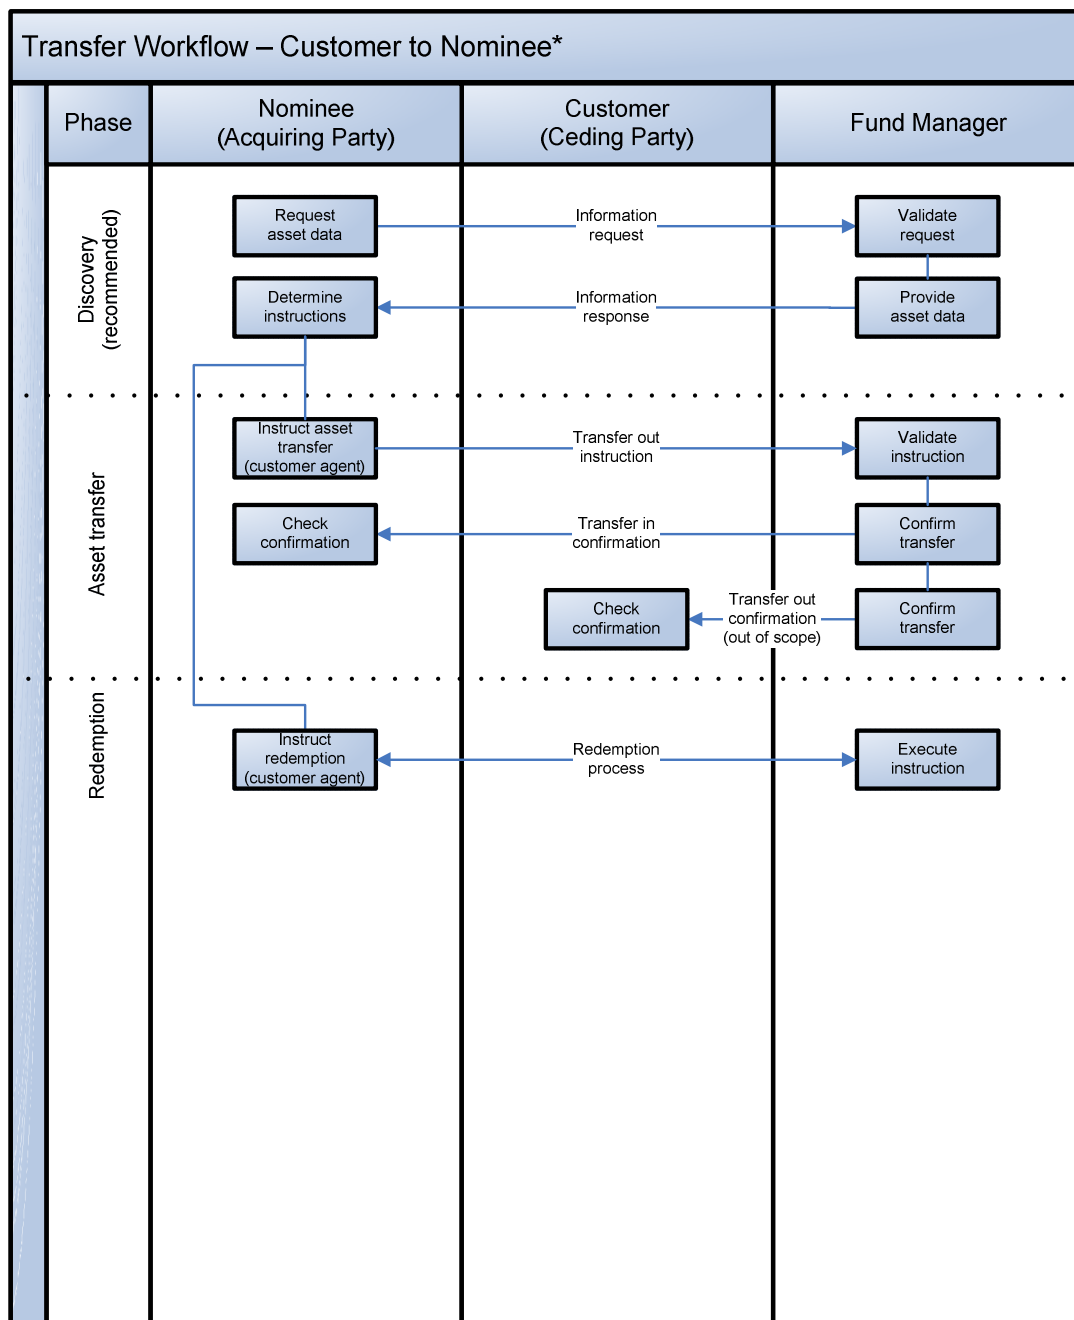 Transfer Workflow – Customer to Nominee*
Phase
Nominee
(Acquiring Party)
Customer
(Ceding Party)
Fund Manager
Discovery
(recommended)
Request
asset data
Information
request
Validate
request
Determine
instructions
Information
response
Provide
asset data
Asset transfer
Instruct asset
transfer
(customer agent)
Transfer out
instruction
Validate
instruction
Check
confirmation
Transfer in
confirmation
Confirm
transfer
Check
confirmation
Transfer out
confirmation
(out of scope)
Confirm
transfer
Redemption
Instruct
redemption
(customer agent)
Redemption
process
Execute
instruction